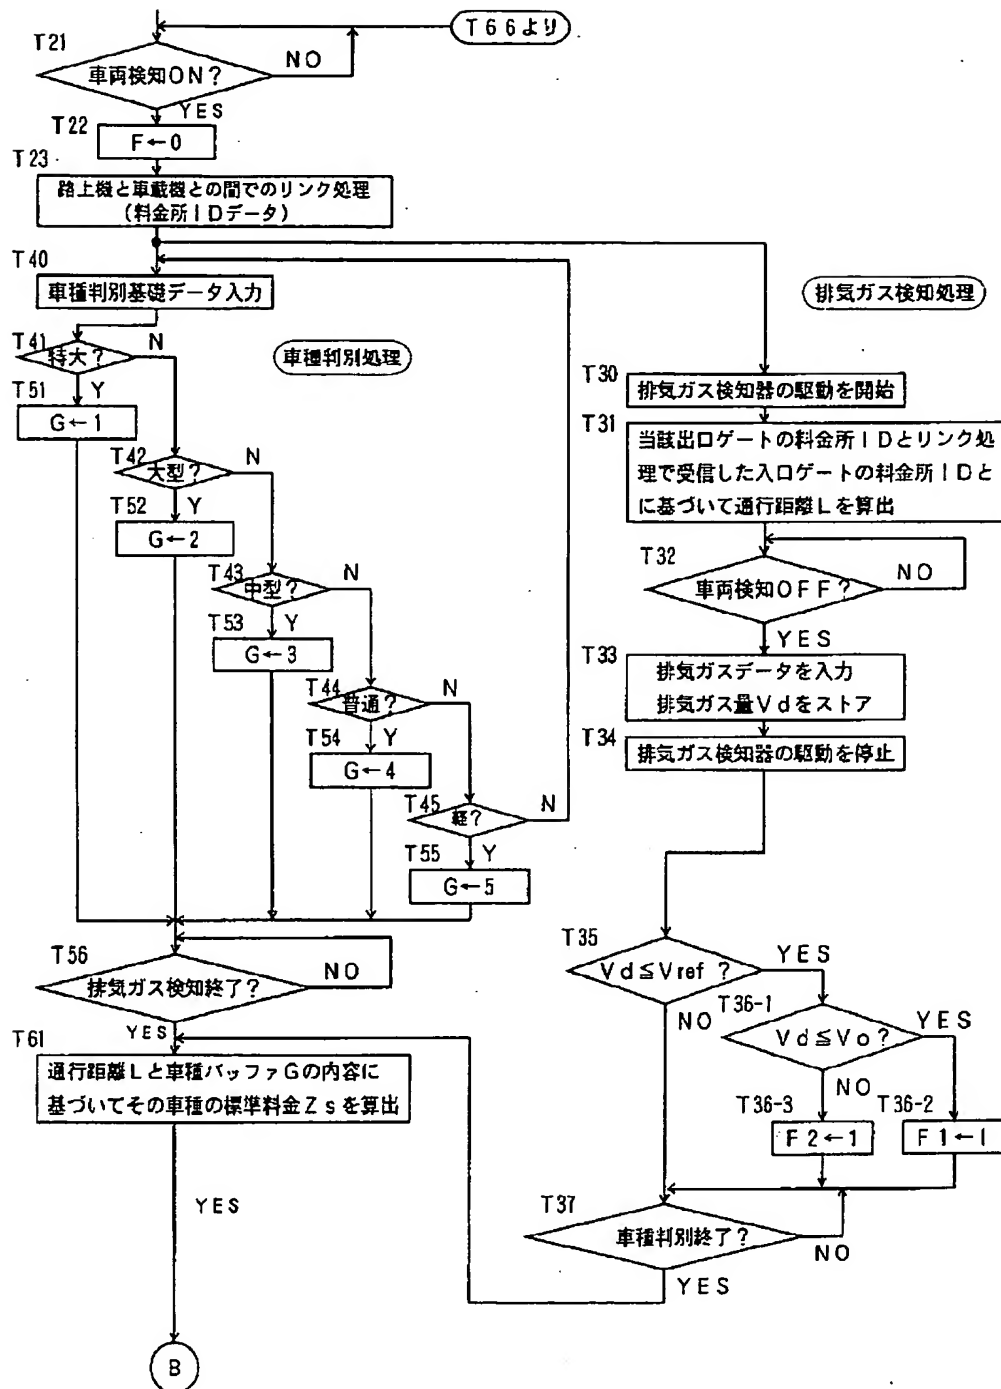 T66より
T21
車両検知ON?
NO
YES
T22
F←0
T23
路上機と車載機との間でのリンク処理
(料金所IDデータ)
T40
車種判別基礎データ入力
排気ガス検知処理
T41
特大?
N
Y
車種判別処理
T51
G←1
T42
大型?
N
Y
T52
G←2
T43
中型?
N
Y
T53
G←3
T44
普通?
N
Y
T54
G←4
T45
軽?
N
Y
T55
G←5
T30
排気ガス検知器の駆動を開始
T31
当該出口ゲートの料金所IDとリンク処
理で受信した入口ゲートの料金所IDと
に基づいて通行距離Lを算出
T32
車両検知OFF?
NO
YES
T33
排気ガスデータを入力
排気ガス量Vdをストア
T34
排気ガス検知器の駆動を停止
T35
Vd≦Vref?
YES
NO
T36-1
Vd≦Vo?
YES
NO
T36-3
F2←1
T36-2
F1←1
T37
車種判別終了?
NO
YES
T56
排気ガス検知終了?
NO
YES
T61
通行距離Lと車種バッファGの内容に
基づいてその車種の標準料金Zsを算出
YES
B